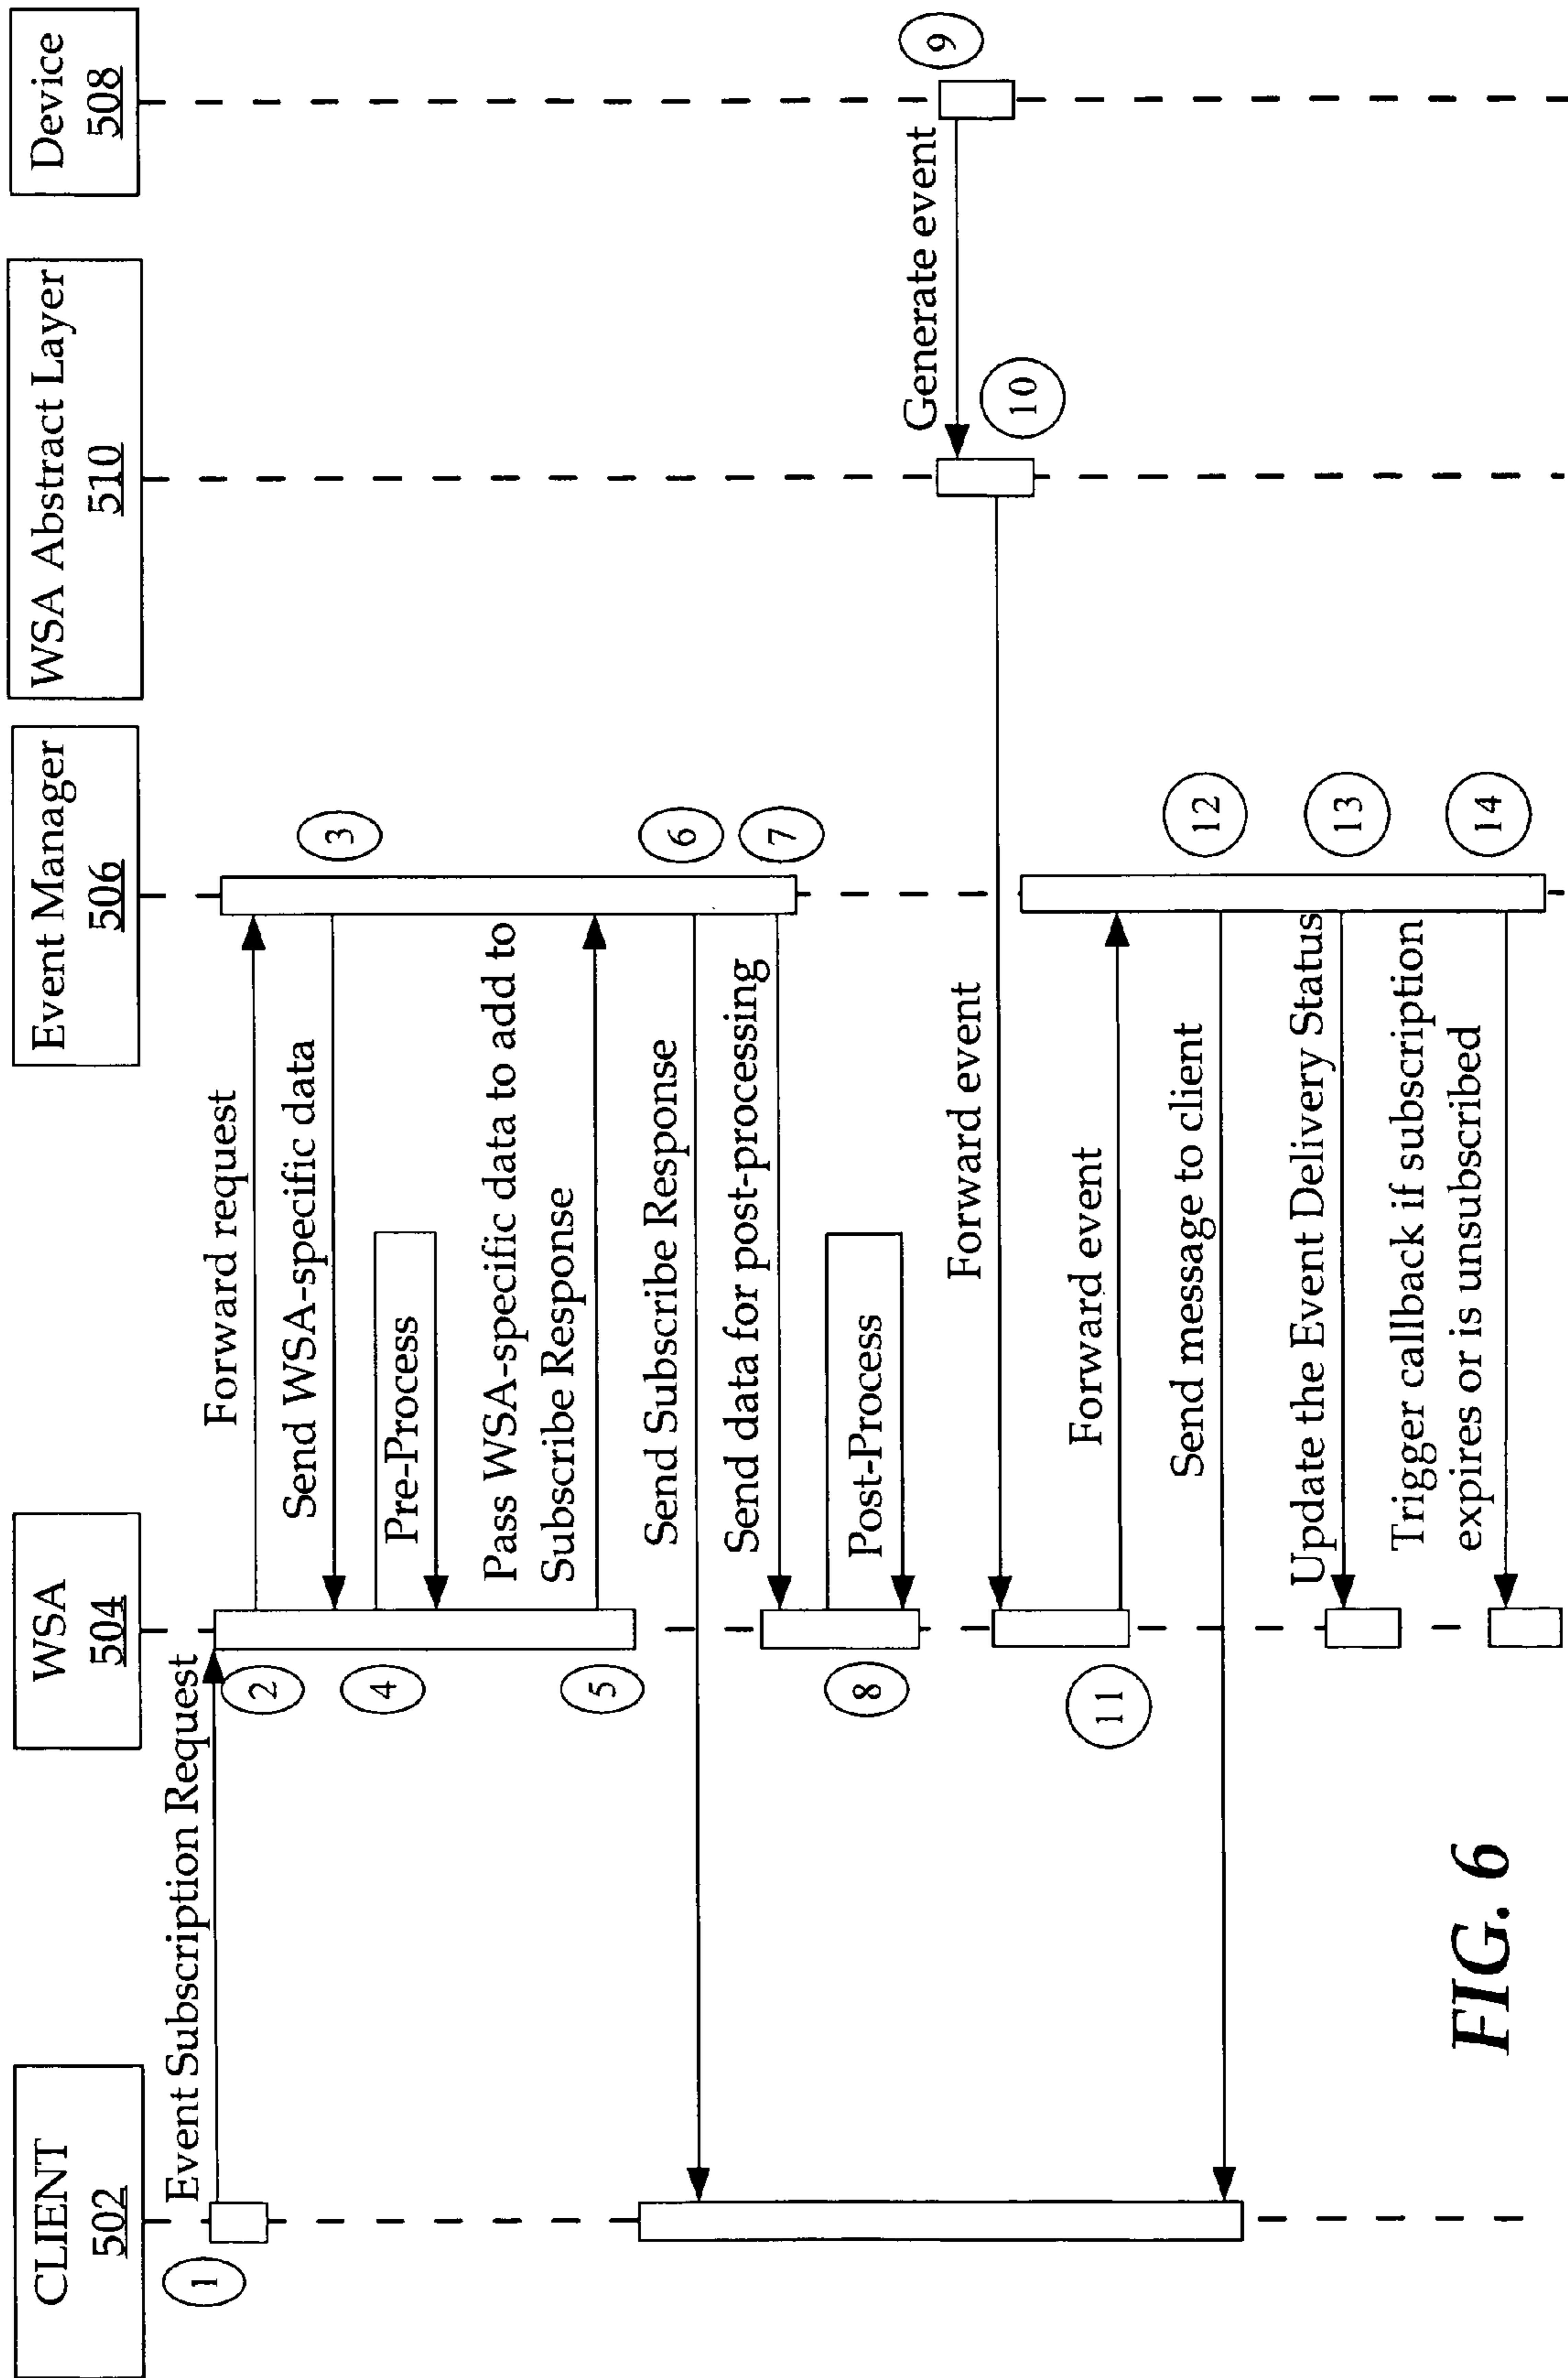 CLIENT
502
WSA
504
Event Manager
506
WSA Abstract Layer
510
Device
508
1
Event Subscription Request
2
Forward request
3
Send WSA-specific data
4
Pre-Process
5
Pass WSA-specific data to add to
Subscribe Response
6
Send Subscribe Response
7
Send data for post-processing
8
Post-Process
9
Generate event
10
Forward event
11
Forward event
12
Send message to client
13
Update the Event Delivery Status
14
Trigger callback if subscription
expires or is unsubscribed
FIG. 6